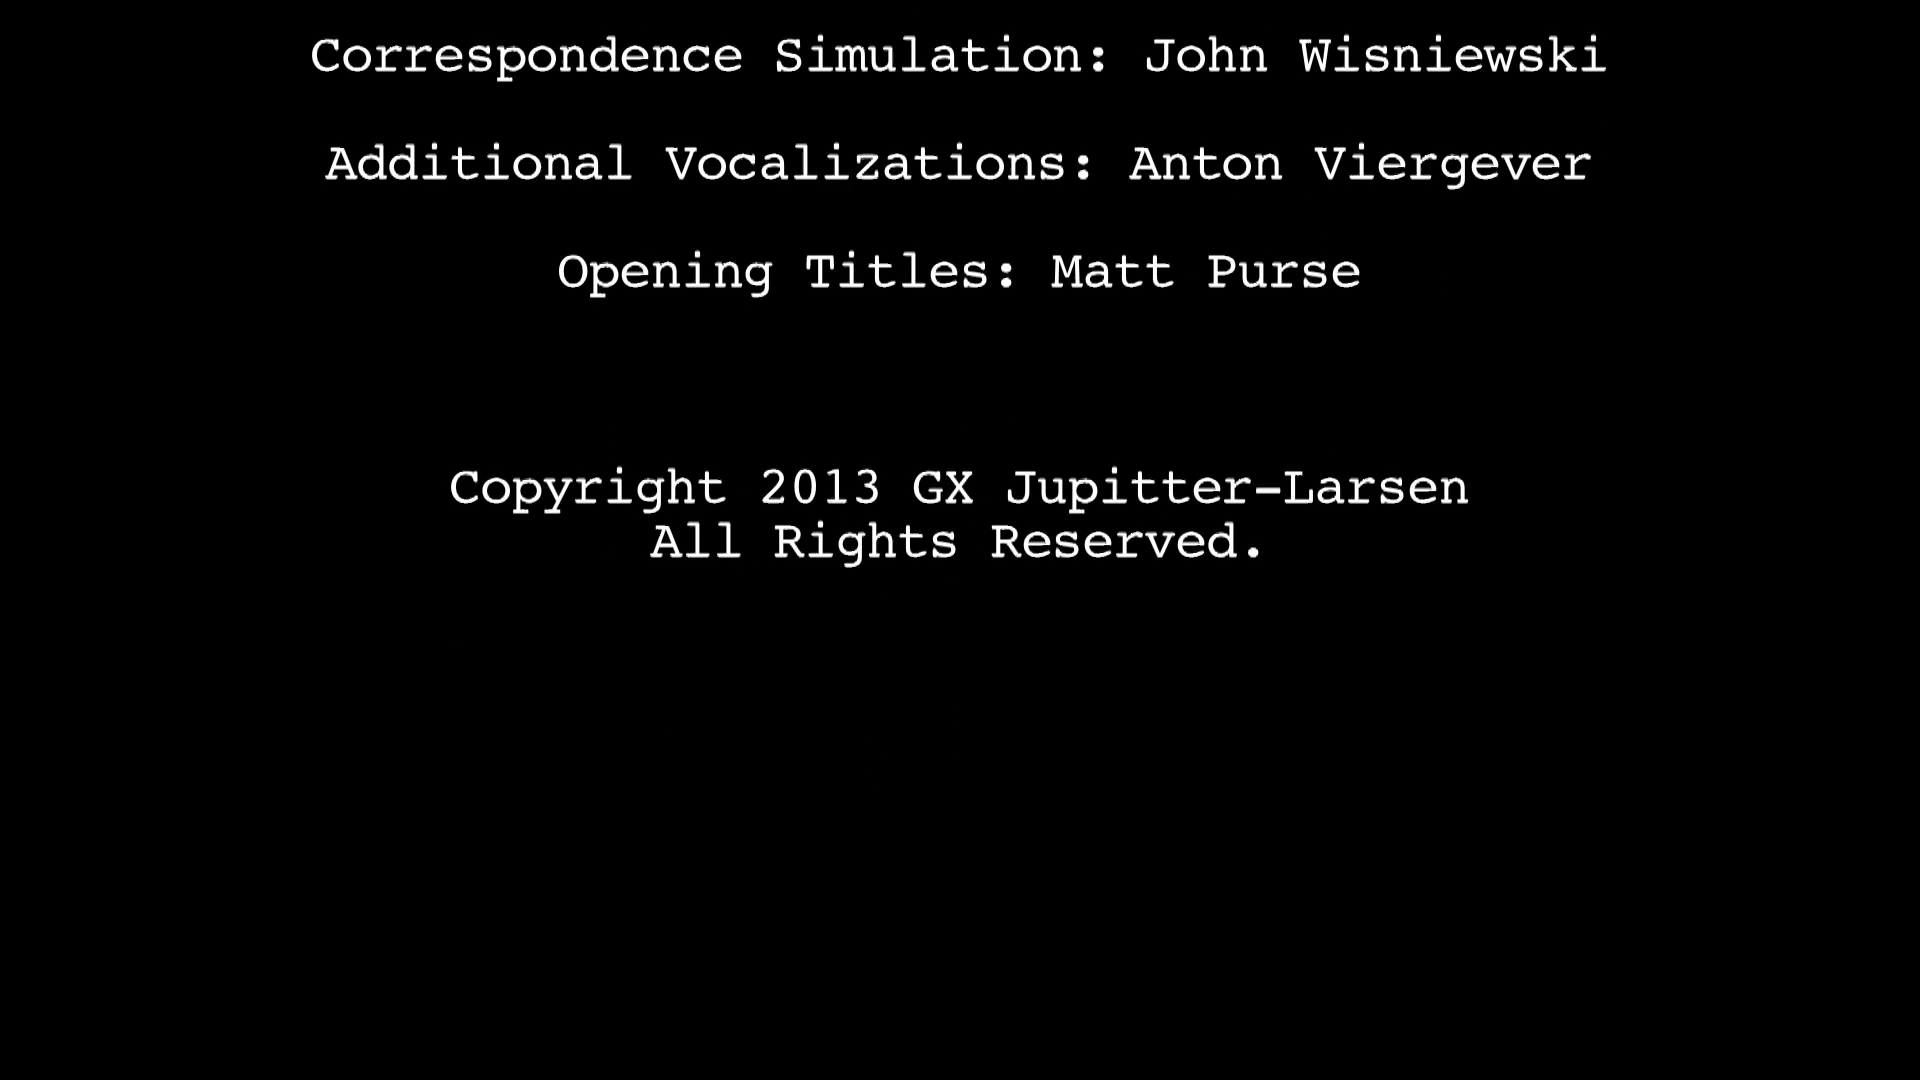 Correspondence Simulation: John Wisniewski
Additional Vocalizations: Anton Viergever
Opening Titles: Matt Purse
Copyright 2013 GX Jupitter-Larsen
All Rights Reserved.